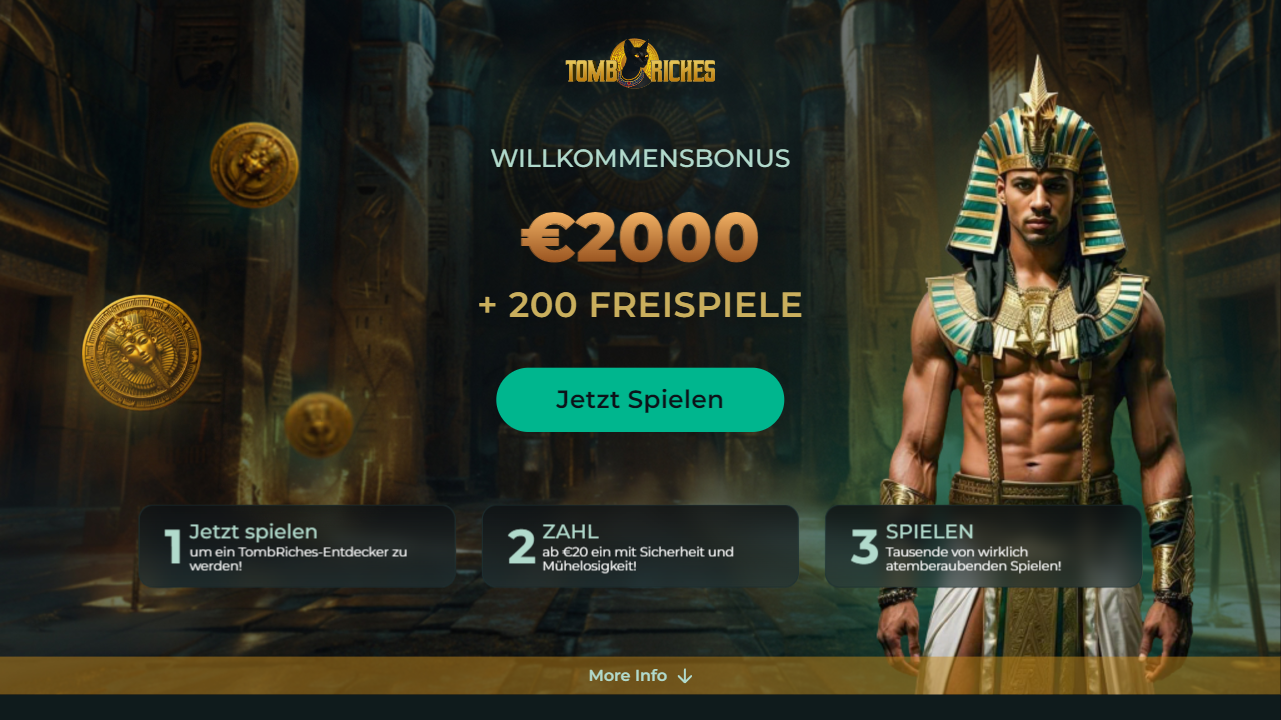 TOMB RICHES
WILLKOMMENSBONUS
€2000
+ 200 FREISPIELE
Jetzt Spielen
1 Jetzt spielen
um ein TombRiches-Entdecker zu
werden!
2 ZAHL
ab €20 ein mit Sicherheit und
Mühelosigkeit!
3 SPIELEN
Tausende von wirklich
atemberaubenden Spielen!
More Info ↓